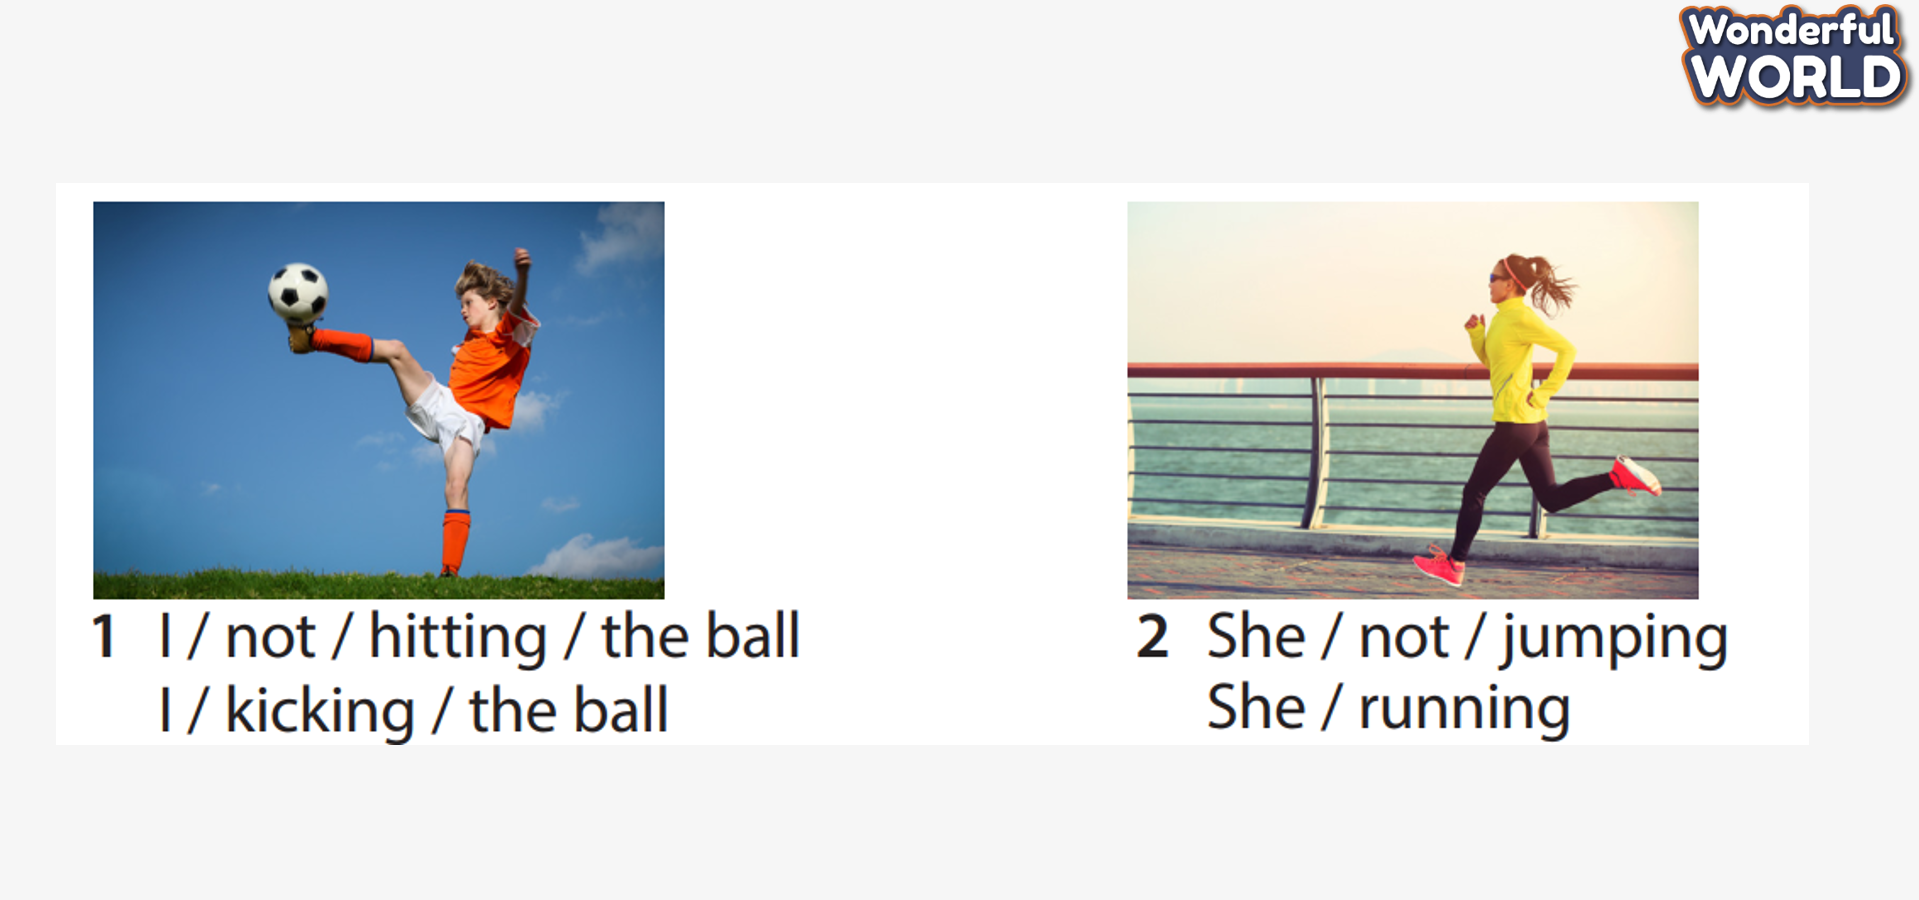 Wonderful
WORLD
1 I / not / hitting / the ball
I / kicking / the ball
2 She / not / jumping
She / running